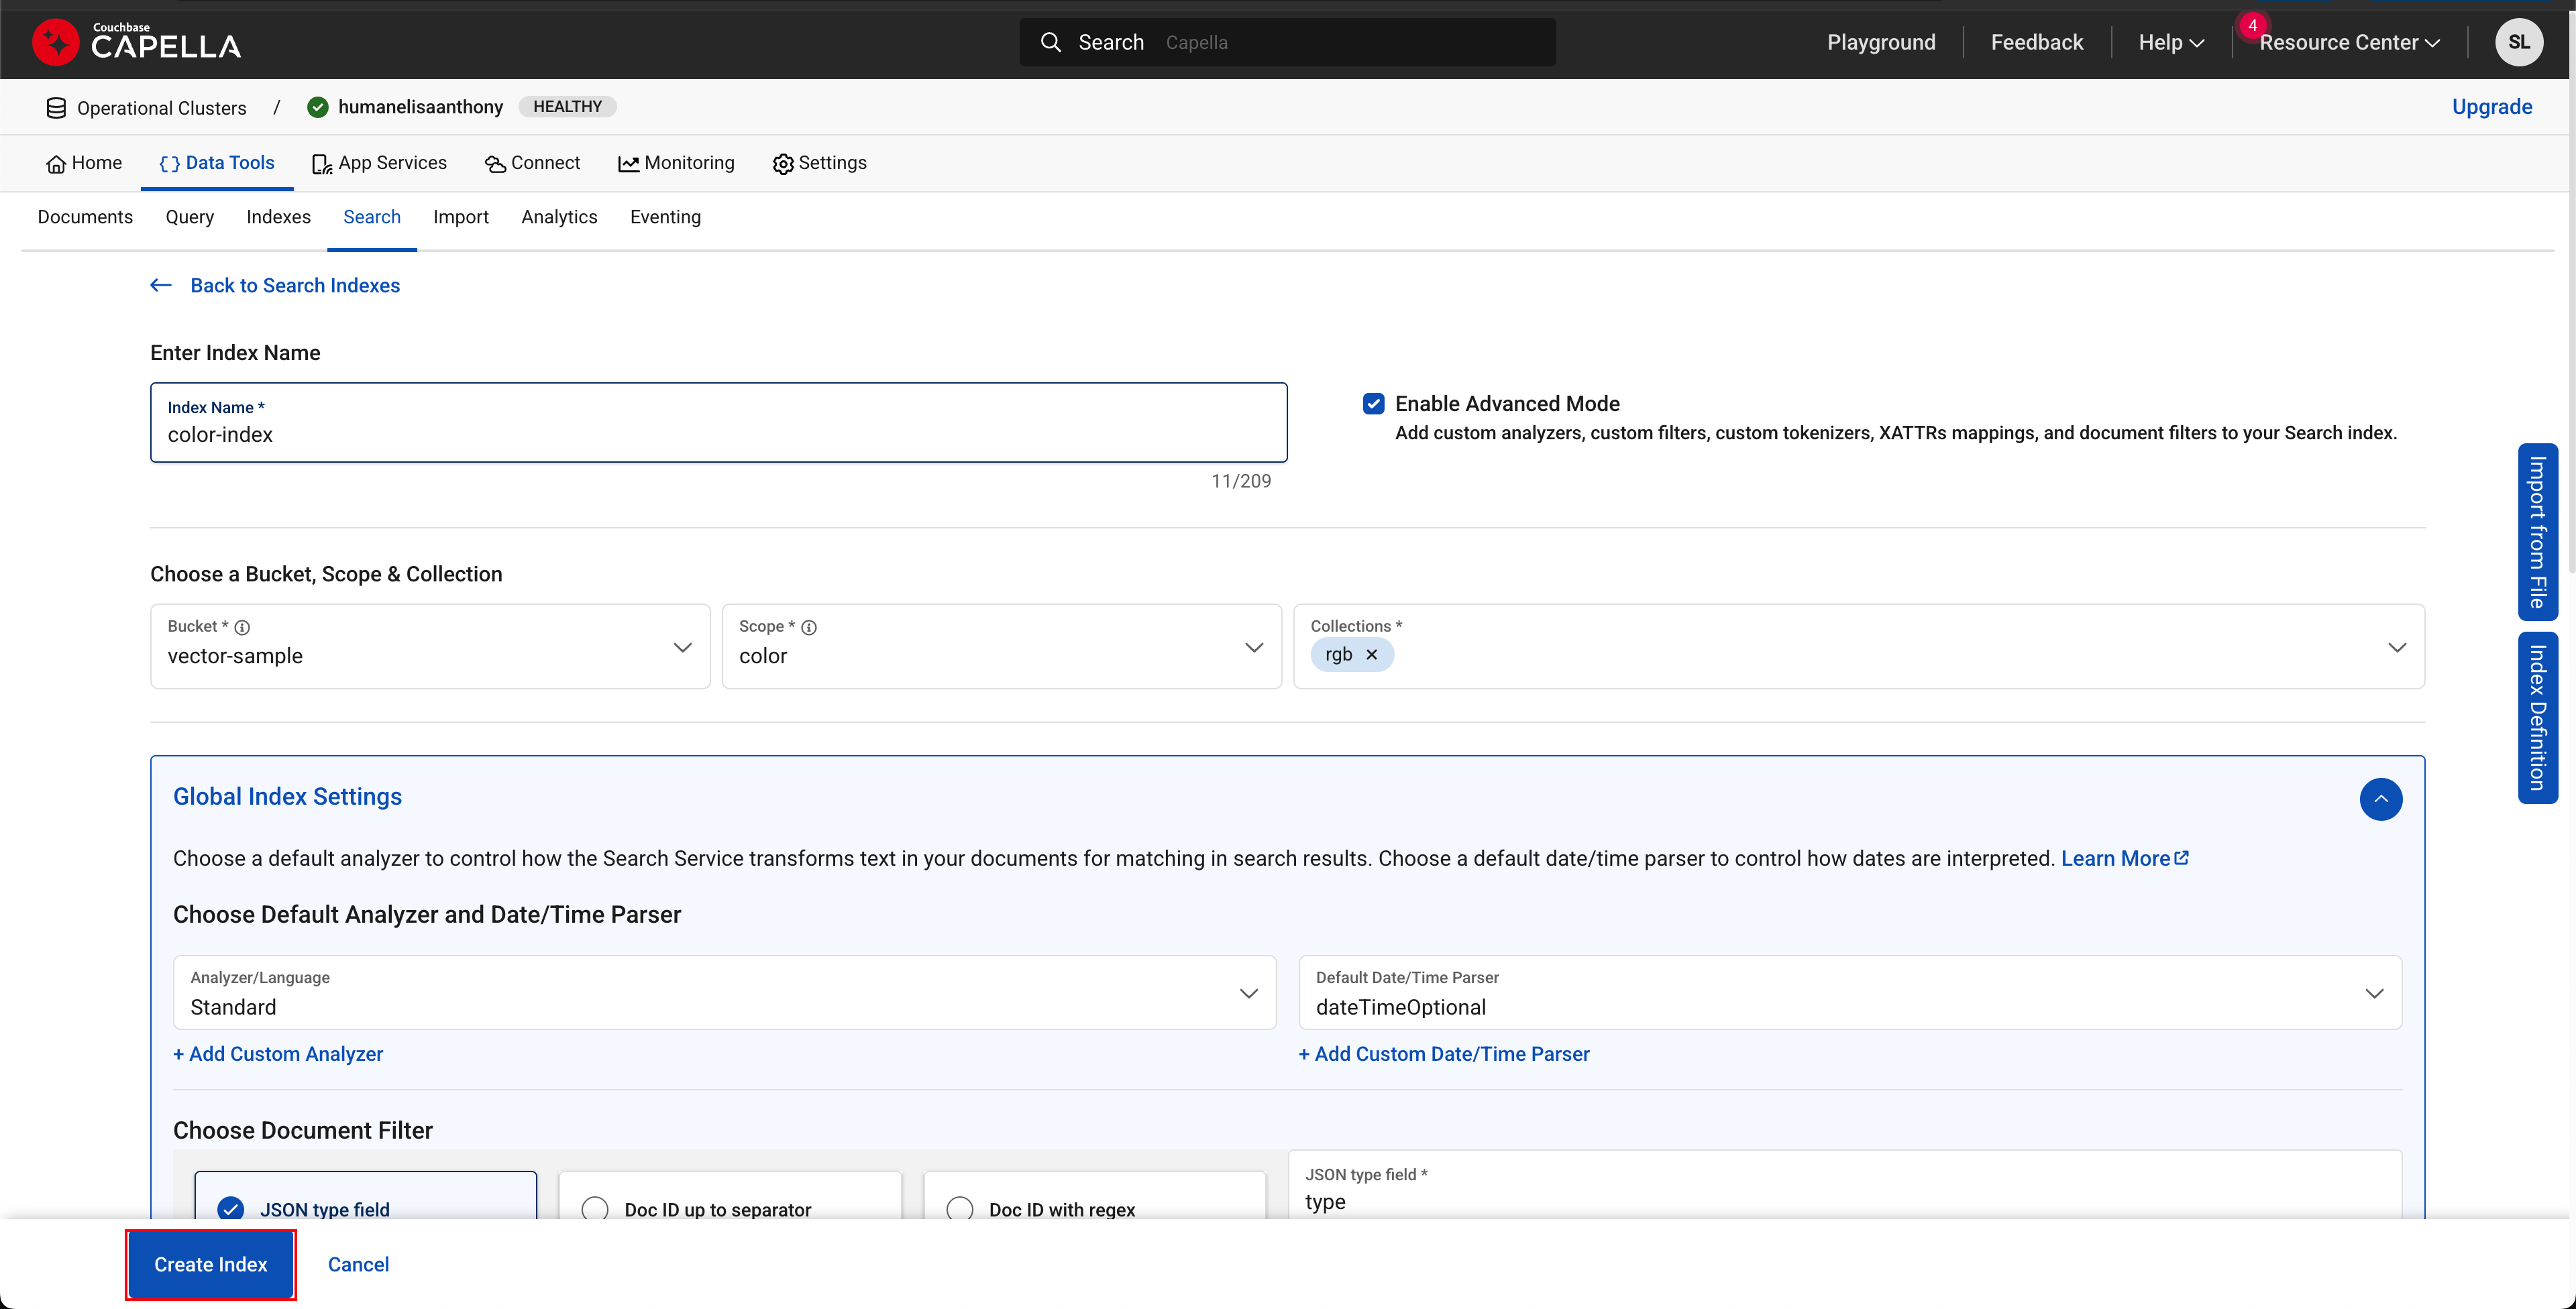 Couchbase
CAPELLA
Search Capella
Playground
Feedback
Help
4
Resource Center
SL
Operational Clusters / humanelisaanthony HEALTHY
Upgrade
Home
{ } Data Tools
App Services
Connect
Monitoring
Settings
Documents
Query
Indexes
Search
Import
Analytics
Eventing
← Back to Search Indexes
Enter Index Name
Index Name *
color-index
11/209
Enable Advanced Mode
Add custom analyzers, custom filters, custom tokenizers, XATTRs mappings, and document filters to your Search index.
Import from File
Index Definition
Choose a Bucket, Scope & Collection
Bucket *
vector-sample
Scope *
color
Collections *
rgb ×
Global Index Settings
Choose a default analyzer to control how the Search Service transforms text in your documents for matching in search results. Choose a default date/time parser to control how dates are interpreted. Learn More
Choose Default Analyzer and Date/Time Parser
Analyzer/Language
Standard
Default Date/Time Parser
dateTimeOptional
+ Add Custom Analyzer
+ Add Custom Date/Time Parser
Choose Document Filter
JSON type field
Doc ID up to separator
Doc ID with regex
JSON type field *
type
Create Index
Cancel